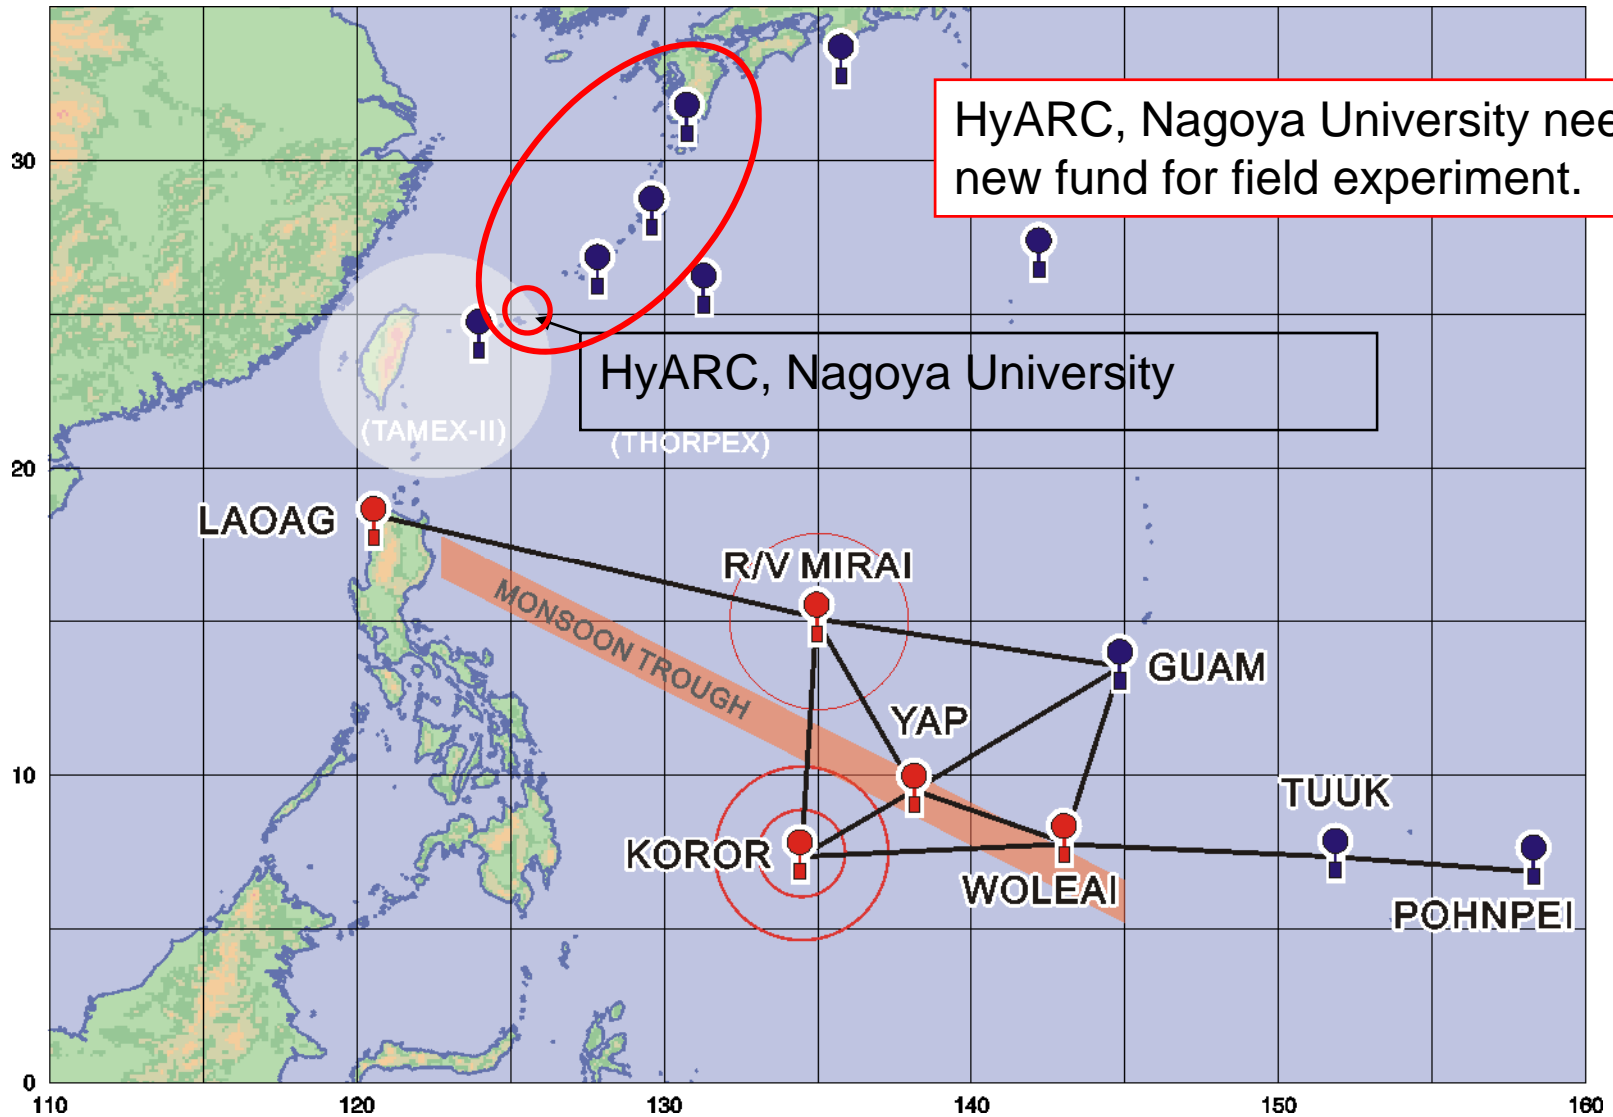 HyARC, Nagoya University nee
new fund for field experiment.
30
HyARC, Nagoya University
(TAMEX-II)
(THORPEX)
20
LAOAG
R/V MIRAI
MONSOON TROUGH
GUAM
YAP
10
TUUK
KOROR
WOLEAI
POHNPEI
0
110
120
130
140
150
160